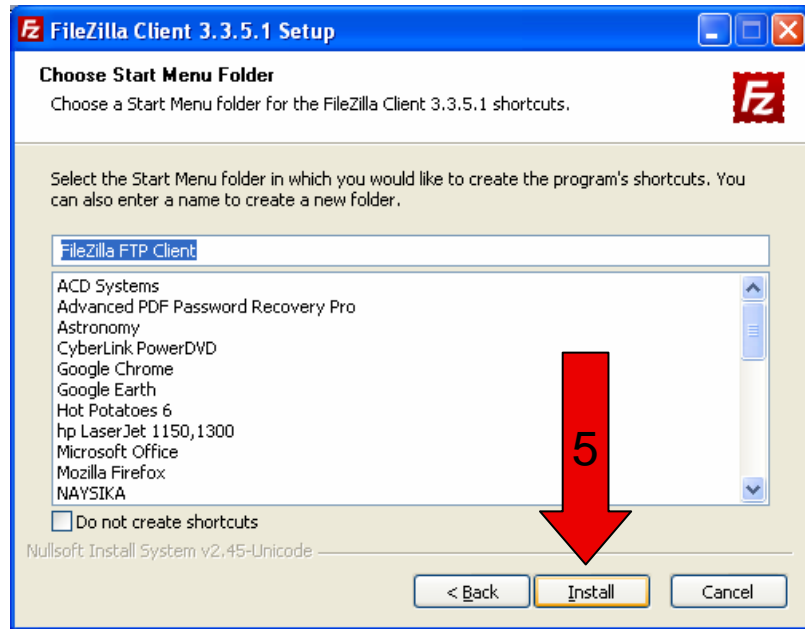 FileZilla Client 3.3.5.1 Setup
Choose Start Menu Folder
Choose a Start Menu folder for the FileZilla Client 3.3.5.1 shortcuts.
Fz
Select the Start Menu folder in which you would like to create the program's shortcuts. You
can also enter a name to create a new folder.
FileZilla FTP Client
ACD Systems
Advanced PDF Password Recovery Pro
Astronomy
CyberLink PowerDVD
Google Chrome
Google Earth
Hot Potatoes 6
hp LaserJet 1150,1300
Microsoft Office
Mozilla Firefox
NAYSIKA
5
Do not create shortcuts
Nullsoft Install System v2.45-Unicode
< Back Install Cancel